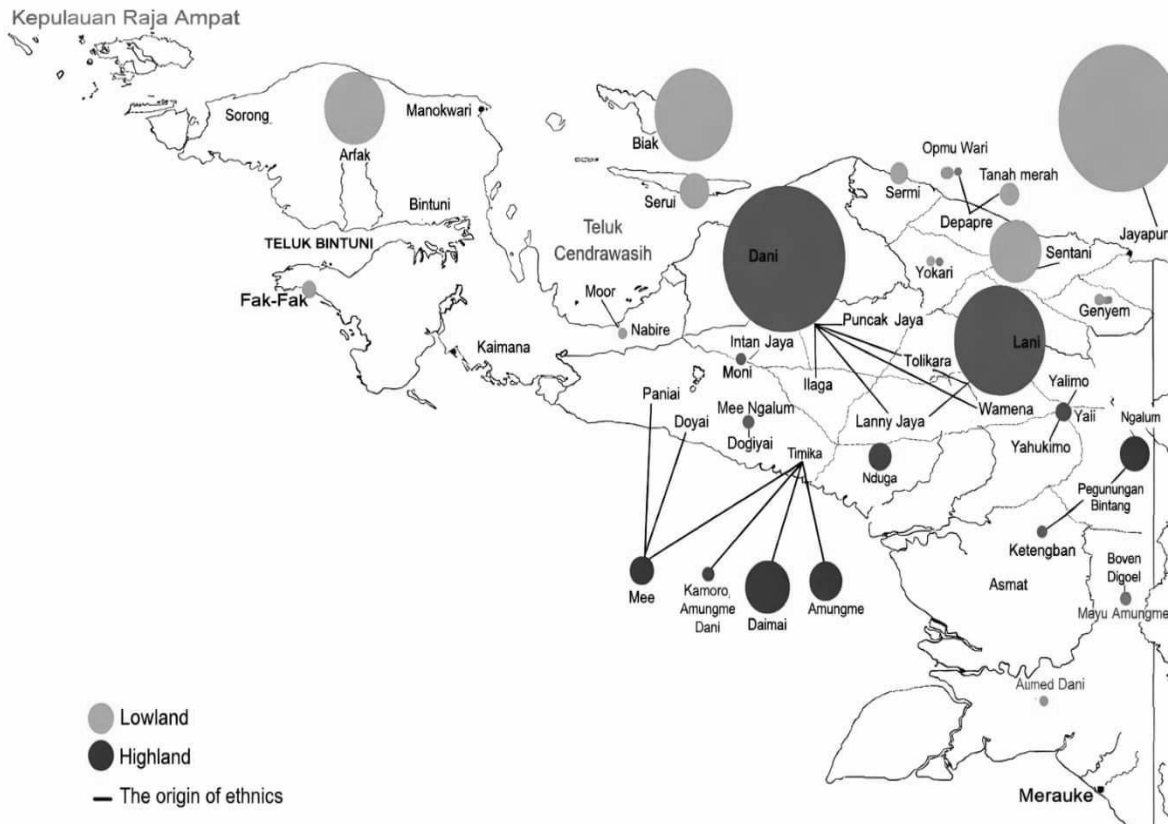 Kepulauan Raja Ampat
Sorong
Manokwari
Arfak
Bintuni
TELUK BINTUNI
Fak-Fak
Kaimana
Biak
Serui
Teluk
Cendrawasih
Moor
Nabire
Opmu Wari
Sermi
Tanah merah
Depapre
Jayapur
Dani
Yokari
Sentani
Genyem
Puncak Jaya
Lani
Intan Jaya
Moni
Tolikara
Ilaga
Paniai
Doyai
Mee Ngalum
Dogiyai
Lanny Jaya
Wamena
Yalimo
Yali
Yahukimo
Ngalum
Timika
Nduga
Pegunungan
Bintang
Ketengban
Mee
Kamoro,
Amungme
Dani
Daimai
Amungme
Asmat
Boven
Digoel
Mayu Amungme
Aumed Dani
Lowland
Highland
The origin of ethnics
Merauke